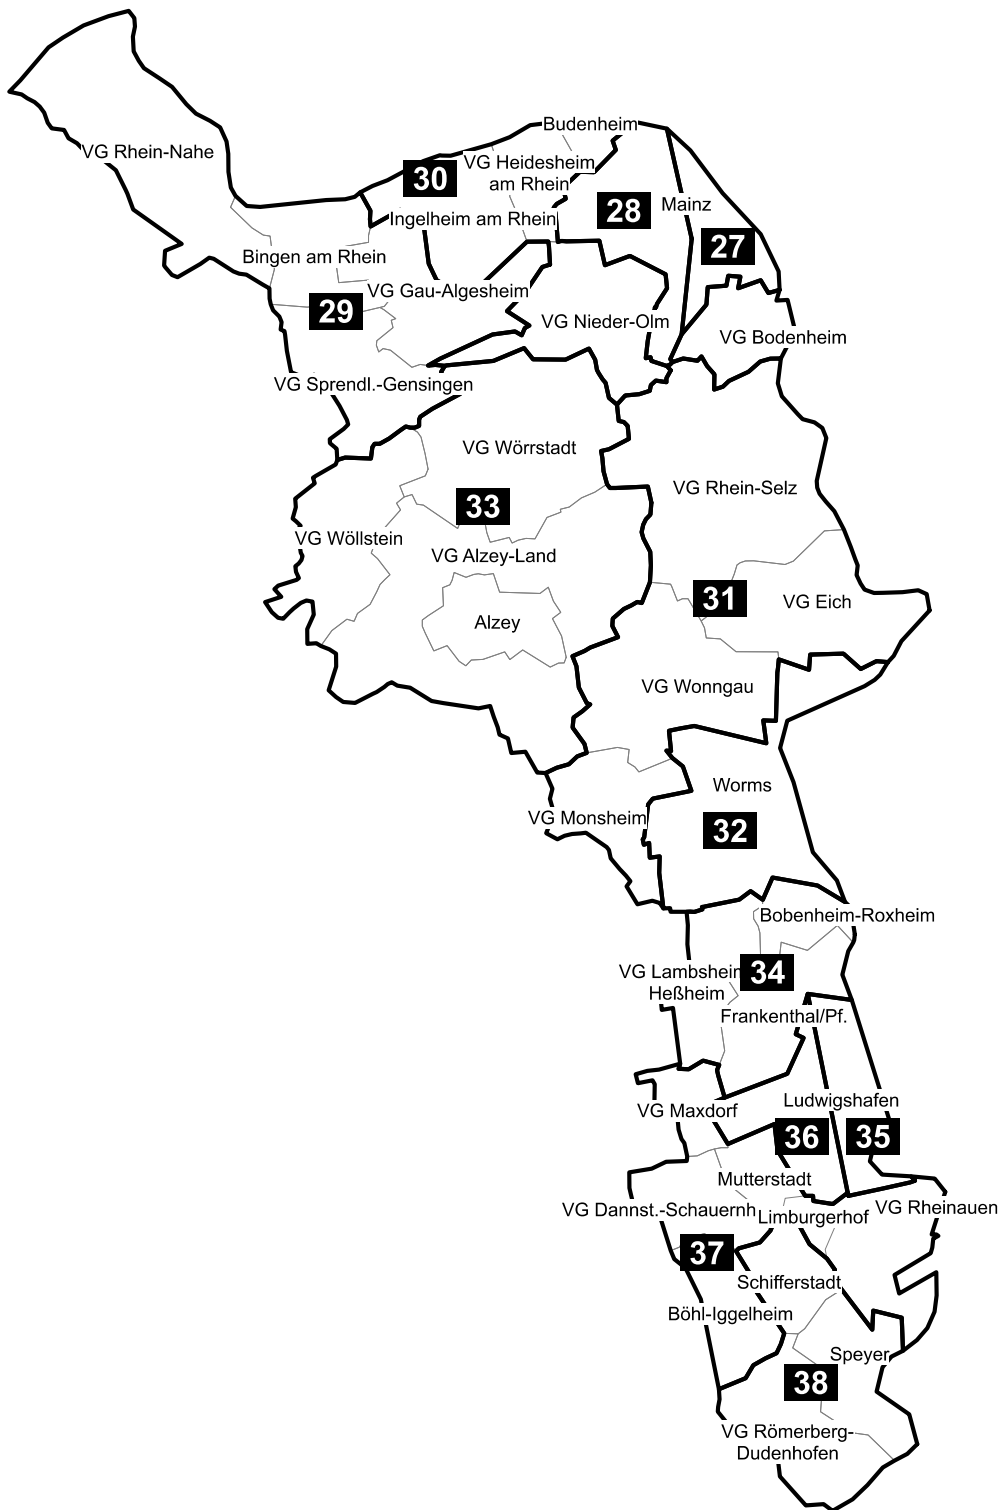 Budenheim
VG Rhein-Nahe
VG Heidesheim
am Rhein
30
28
Mainz
Ingelheim am Rhein
27
Bingen am Rhein
VG Gau-Algesheim
29
VG Nieder-Olm
VG Bodenheim
VG Sprendl.-Gensingen
VG Wörrstadt
VG Rhein-Selz
33
VG Wöllstein
VG Alzey-Land
31
VG Eich
Alzey
VG Wonngau
Worms
VG Monsheim
32
Bobenheim-Roxheim
VG Lambshein
Heßheim
34
Frankenthal/Pf.
Ludwigshafen
VG Maxdorf
36
35
Mutterstadt
VG Dannst.-Schauernh
Limburgerhof
VG Rheinauen
37
Schifferstadt
Böhl-Iggelheim
Speyer
38
VG Römerberg-
Dudenhofen